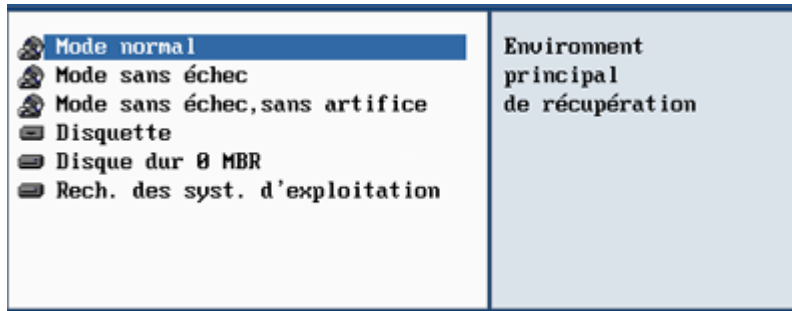 Mode normal
Mode sans échec
Mode sans échec,sans artifice
Disquette
Disque dur 0 MBR
Rech. des syst. d'exploitation
Environnent
principal
de récupération